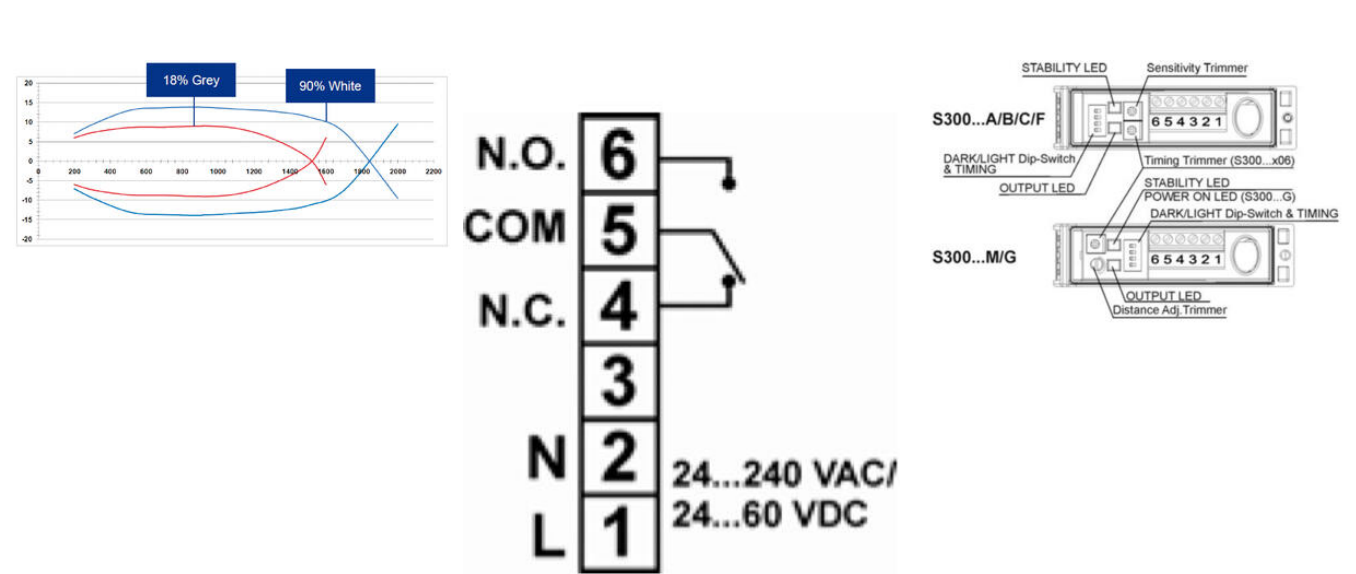 18% Grey
90% White
20
15
10
5
0
-5
-10
-15
-20
0 200 400 600 800 1000 1200 1400 1600 1800 2000 2200
N.O. 6
COM 5
N.C. 4
3
N 2
L 1
24...240 VAC/
24...60 VDC
STABILITY LED
Sensitivity Trimmer
S300...A/B/C/F
6 5 4 3 2 1
DARK/LIGHT Dip-Switch
& TIMING
Timing Trimmer (S300...x06)
OUTPUT LED
STABILITY LED
POWER ON LED (S300...G)
DARK/LIGHT Dip-Switch & TIMING
S300...M/G
6 5 4 3 2 1
OUTPUT LED
Distance Adj.Trimmer